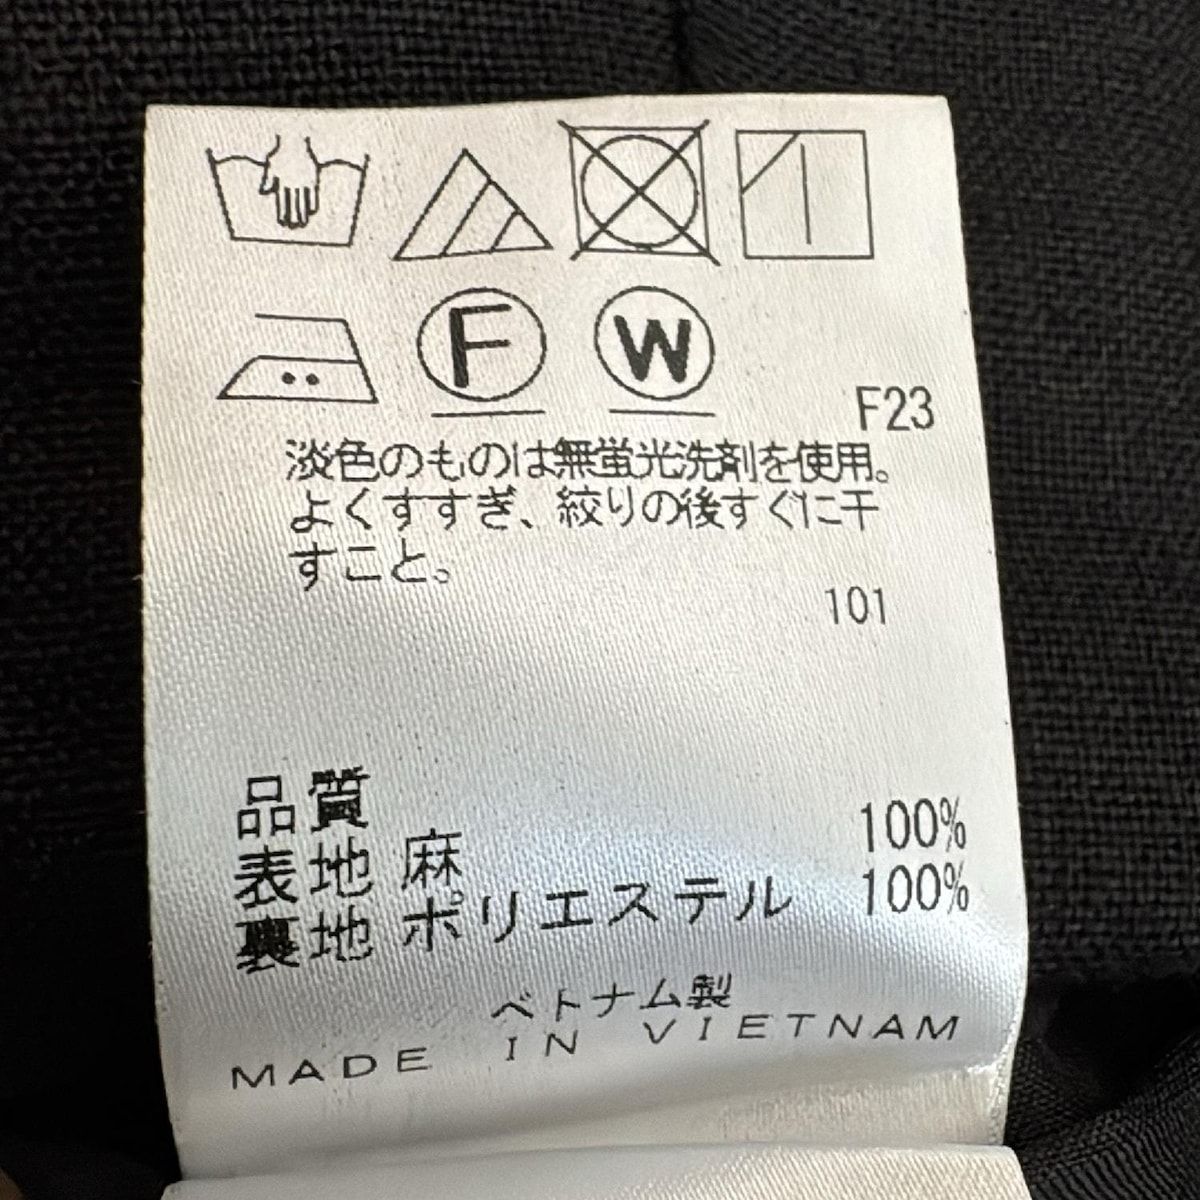 F W
F23
淡色のものは無蛍光洗剤を使用。
よくすすぎ、絞りの後すぐに干
すこと。
101
品質
表地 麻 100%
裏地 ポリエステル 100%
ベトナム製
MADE IN VIETNAM